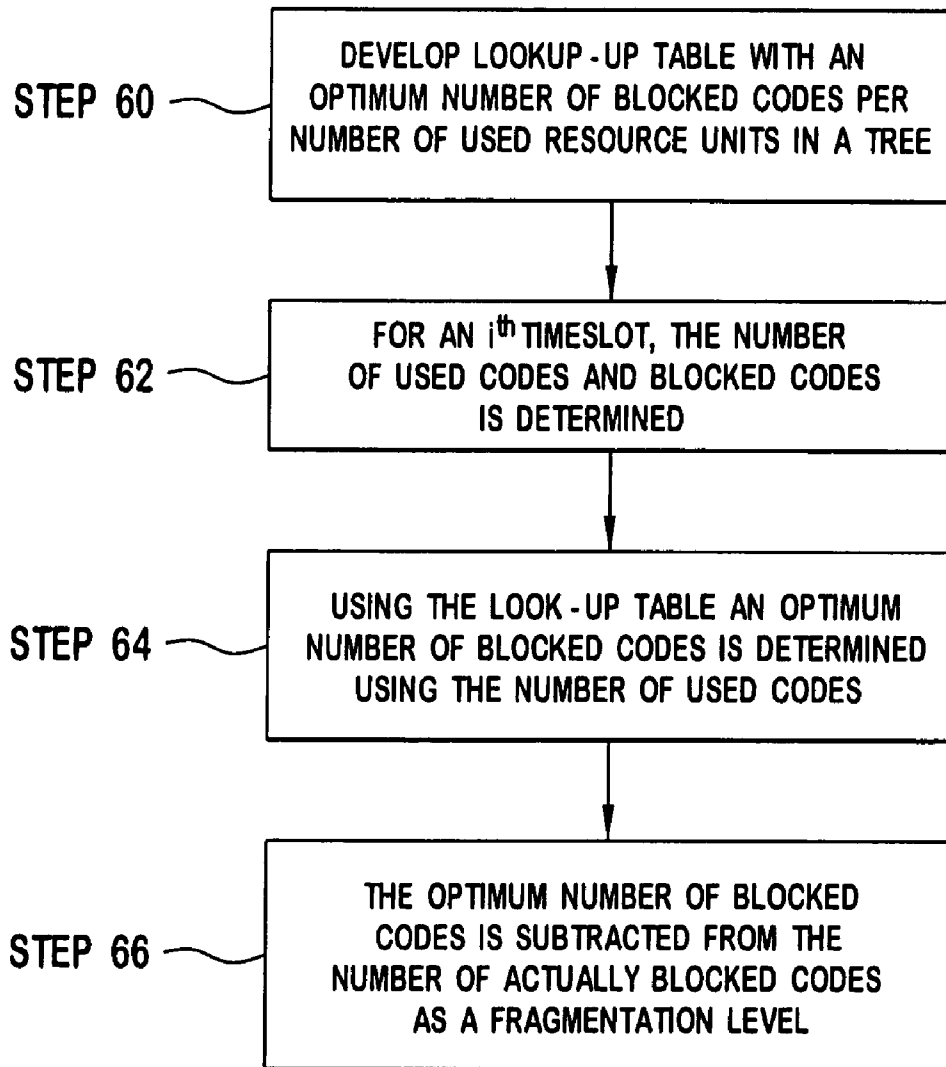 STEP 60
DEVELOP LOOKUP-UP TABLE WITH AN
OPTIMUM NUMBER OF BLOCKED CODES PER
NUMBER OF USED RESOURCE UNITS IN A TREE
STEP 62
FOR AN ith TIMESLOT, THE NUMBER
OF USED CODES AND BLOCKED CODES
IS DETERMINED
STEP 64
USING THE LOOK-UP TABLE AN OPTIMUM
NUMBER OF BLOCKED CODES IS DETERMINED
USING THE NUMBER OF USED CODES
STEP 66
THE OPTIMUM NUMBER OF BLOCKED
CODES IS SUBTRACTED FROM THE
NUMBER OF ACTUALLY BLOCKED CODES
AS A FRAGMENTATION LEVEL